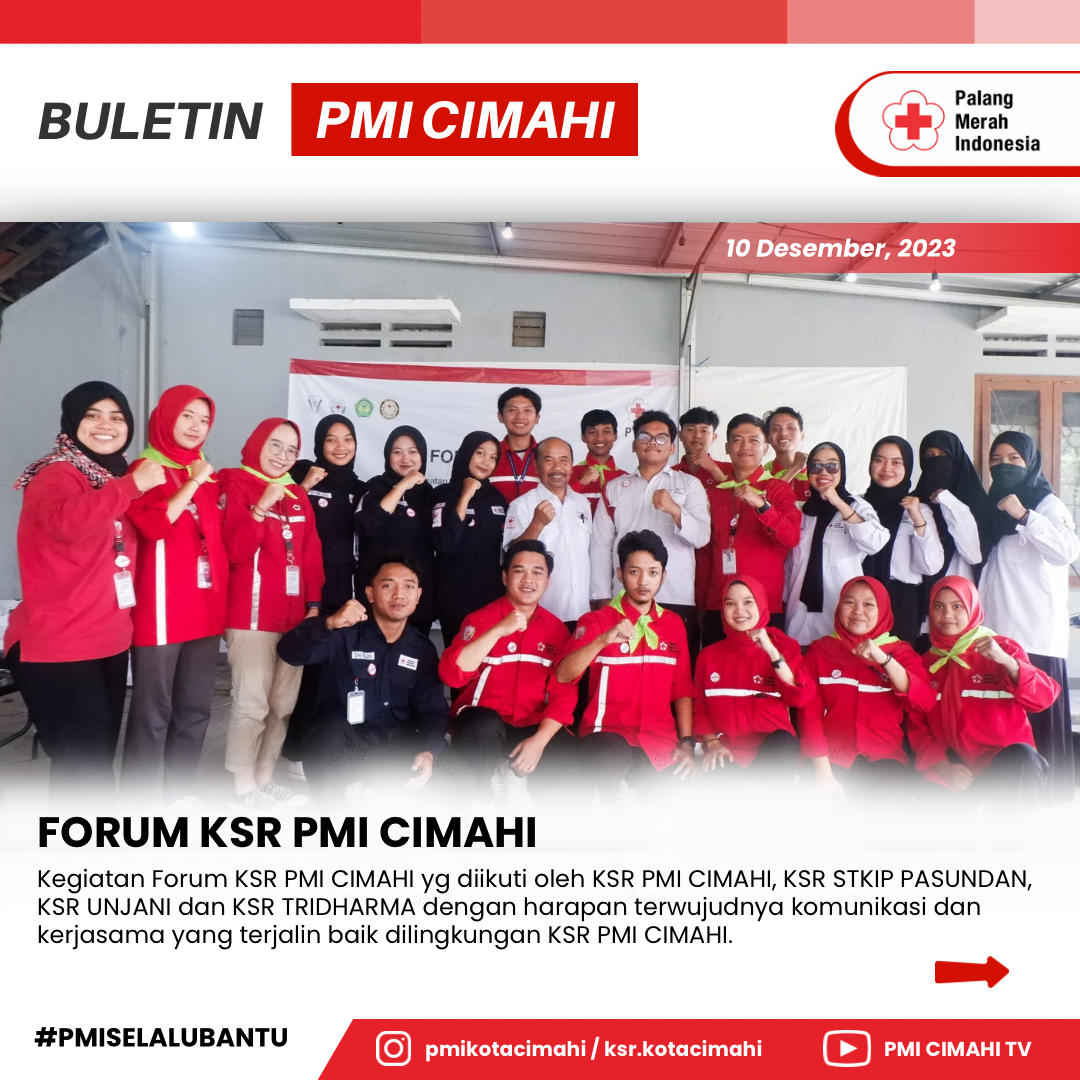 BULETIN PMI CIMAHI
Palang
Merah
Indonesia
10 Desember, 2023
FOR
FORUM KSR PMI CIMAHI
Kegiatan Forum KSR PMI CIMAHI yg diikuti oleh KSR PMI CIMAHI, KSR STKIP PASUNDAN,
KSR UNJANI dan KSR TRIDHARMA dengan harapan terwujudnya komunikasi dan
kerjasama yang terjalin baik dilingkungan KSR PMI CIMAHI.
#PMISELALUBANTU
pmikotacimahi / ksr.kotacimahi
PMI CIMAHI TV